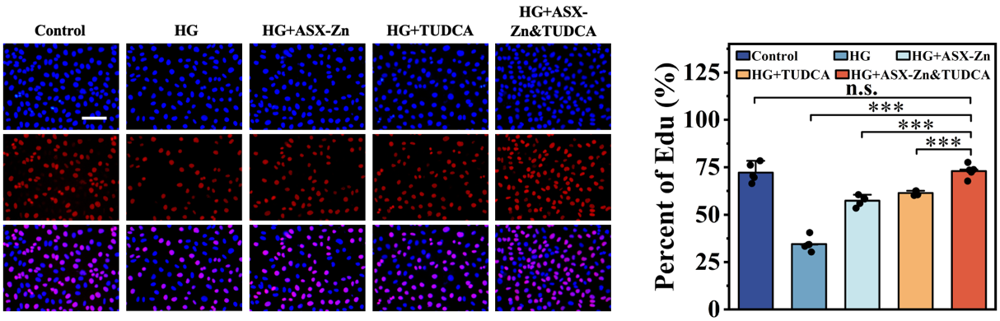 Control
HG
HG+ASX-Zn
HG+TUDCA
HG+ASX-
Zn&TUDCA
Percent of Edu (%)
125
100
75
50
25
0
Control HG HG+ASX-Zn
HG+TUDCA HG+ASX-Zn&TUDCA
n.s.
***
***
***